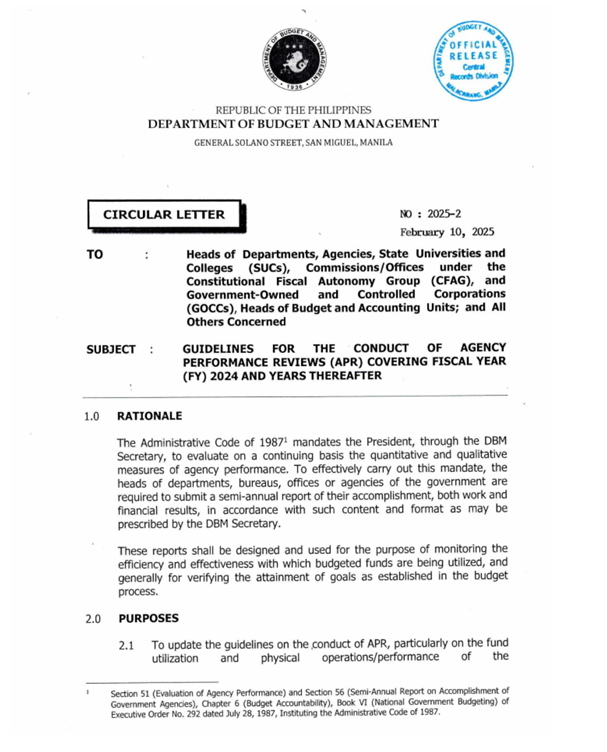 DEPARTMENT OF BUDGET AND MANAGEMENT
1936
DEPARTMENT OF BUDGET AND MANAGEMENT
OFFICIAL
RELEASE
Central
Records Division
MALACAÑANG, MANILA
REPUBLIC OF THE PHILIPPINES
DEPARTMENT OF BUDGET AND MANAGEMENT
GENERAL SOLANO STREET, SAN MIGUEL, MANILA
CIRCULAR LETTER
NO : 2025-2
February 10, 2025
TO : Heads of Departments, Agencies, State Universities and
Colleges (SUCs), Commissions/Offices under the
Constitutional Fiscal Autonomy Group (CFAG), and
Government-Owned and Controlled Corporations
(GOCCs), Heads of Budget and Accounting Units; and All
Others Concerned
SUBJECT : GUIDELINES FOR THE CONDUCT OF AGENCY
PERFORMANCE REVIEWS (APR) COVERING FISCAL YEAR
(FY) 2024 AND YEARS THEREAFTER
1.0 RATIONALE
The Administrative Code of 1987¹ mandates the President, through the DBM
Secretary, to evaluate on a continuing basis the quantitative and qualitative
measures of agency performance. To effectively carry out this mandate, the
heads of departments, bureaus, offices or agencies of the government are
required to submit a semi-annual report of their accomplishment, both work and
financial results, in accordance with such content and format as may be
prescribed by the DBM Secretary.
These reports shall be designed and used for the purpose of monitoring the
efficiency and effectiveness with which budgeted funds are being utilized, and
generally for verifying the attainment of goals as established in the budget
process.
2.0 PURPOSES
2.1 To update the guidelines on the conduct of APR, particularly on the fund
utilization and physical operations/performance of the
¹ Section 51 (Evaluation of Agency Performance) and Section 56 (Semi-Annual Report on Accomplishment of
Government Agencies), Chapter 6 (Budget Accountability), Book VI (National Government Budgeting) of
Executive Order No. 292 dated July 28, 1987, Instituting the Administrative Code of 1987.